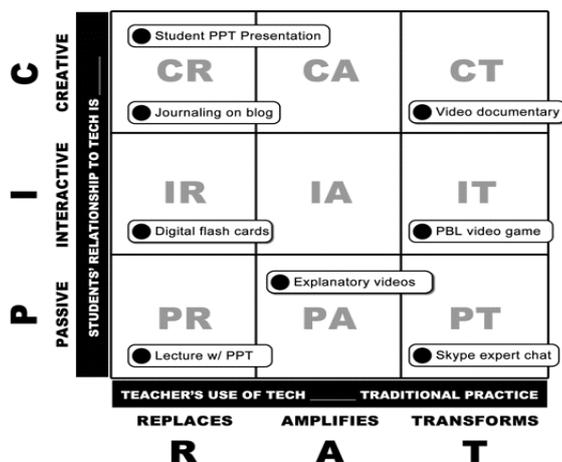 Student PPT Presentation
C
CREATIVE
STUDENTS' RELATIONSHIP TO TECH IS ______
CR
CA
CT
Journaling on blog
Video documentary
I
INTERACTIVE
IR
IA
IT
Digital flash cards
PBL video game
P
PASSIVE
Explanatory videos
PR
PA
PT
Lecture w/ PPT
Skype expert chat
TEACHER'S USE OF TECH ______ TRADITIONAL PRACTICE
REPLACES
AMPLIFIES
TRANSFORMS
R
A
T